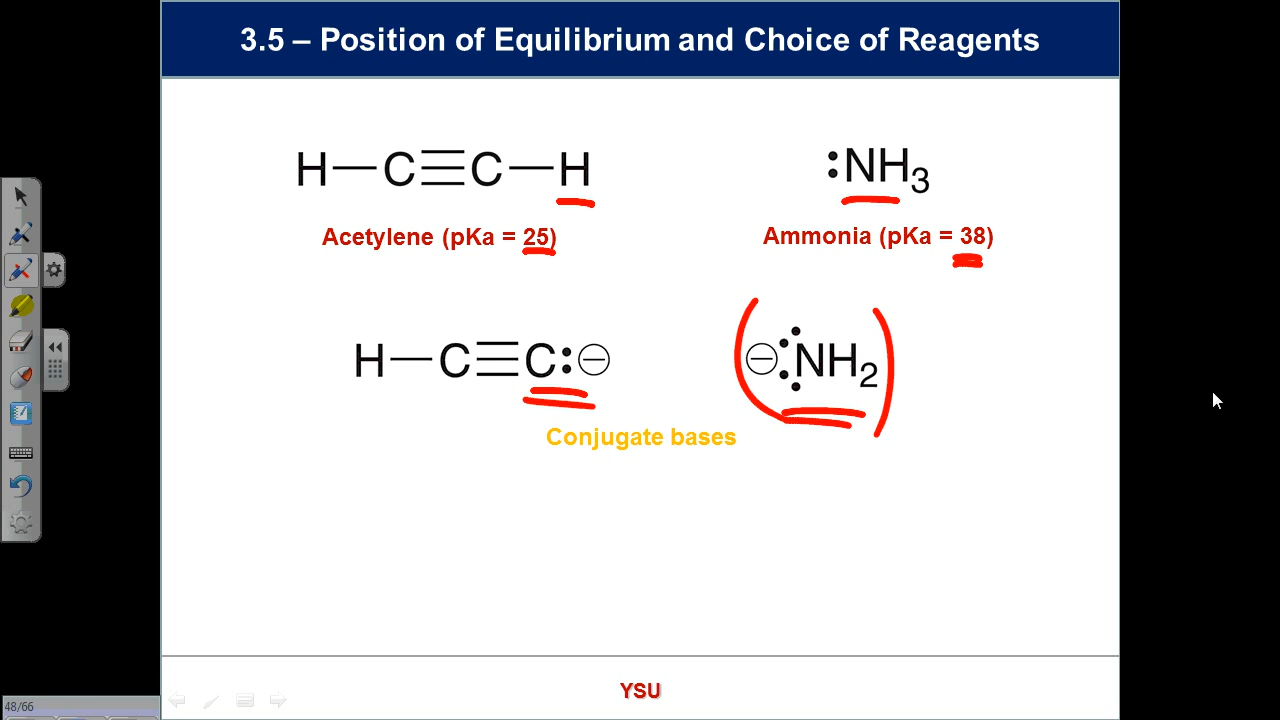 3.5 – Position of Equilibrium and Choice of Reagents
H—C≡C—H
:NH₃
Acetylene (pKa = 25)
Ammonia (pKa = 38)
H—C≡C:⊖
⊖:NH₂
Conjugate bases
YSU
48/66